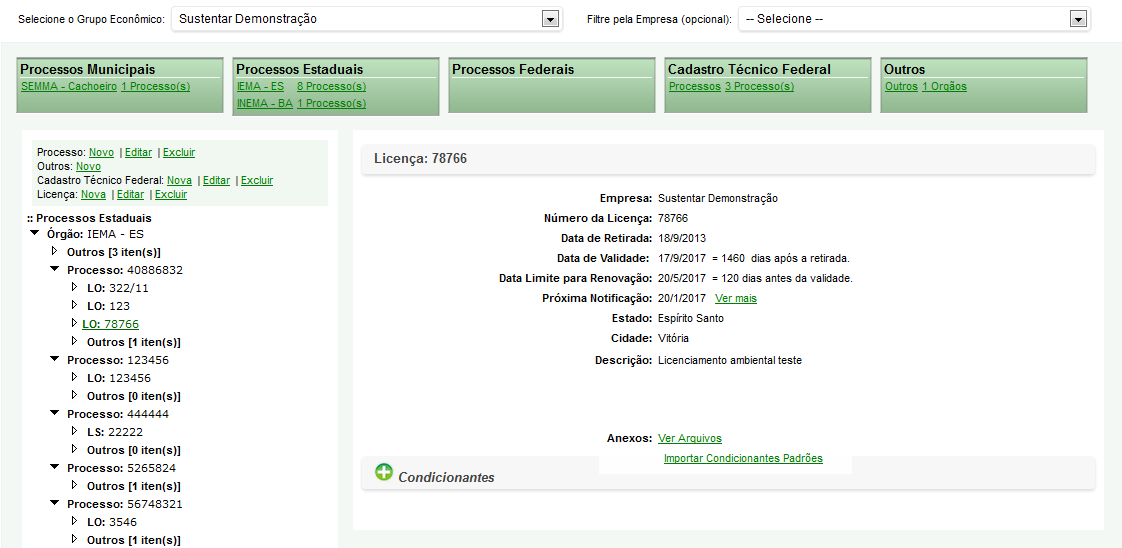 Selecione o Grupo Econômico: Sustentar Demonstração Filtre pela Empresa (opcional): -- Selecione --
Processos Municipais
SEMMA - Cachoeiro 1 Processo(s)
Processos Estaduais
IEMA - ES 8 Processo(s)
INEMA - BA 1 Processo(s)
Processos Federais
Cadastro Técnico Federal
Processos 3 Processo(s)
Outros
Outros 1 Orgãos
Processo: Novo | Editar | Excluir
Outros: Novo
Cadastro Técnico Federal: Nova | Editar | Excluir
Licença: Nova | Editar | Excluir
:: Processos Estaduais
Órgão: IEMA - ES
Outros [3 iten(s)]
Processo: 40886832
LO: 322/11
LO: 123
LO: 78766
Outros [1 iten(s)]
Processo: 123456
LO: 123456
Outros [0 iten(s)]
Processo: 444444
LS: 22222
Outros [0 iten(s)]
Processo: 5265824
Outros [1 iten(s)]
Processo: 56748321
LO: 3546
Outros [1 iten(s)]
Licença: 78766
Empresa: Sustentar Demonstração
Número da Licença: 78766
Data de Retirada: 18/9/2013
Data de Validade: 17/9/2017 = 1460 dias após a retirada.
Data Limite para Renovação: 20/5/2017 = 120 dias antes da validade.
Próxima Notificação: 20/1/2017 Ver mais
Estado: Espírito Santo
Cidade: Vitória
Descrição: Licenciamento ambiental teste
Anexos: Ver Arquivos
Importar Condicionantes Padrões
Condicionantes